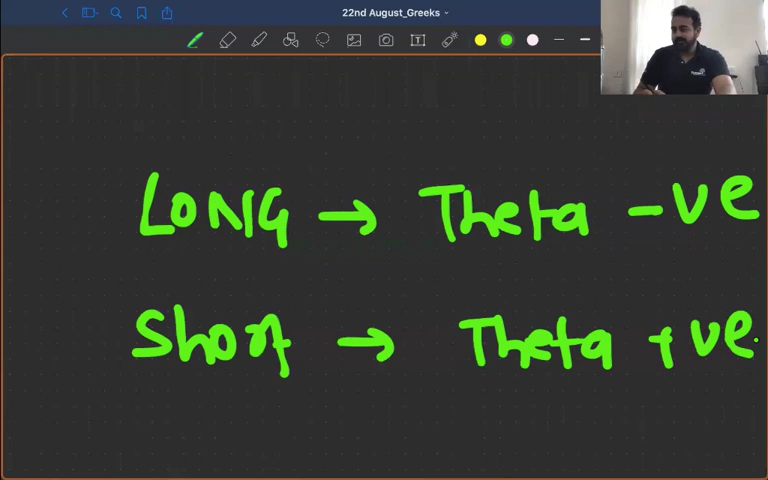 22nd August_Greeks
LONG → Theta -ve
Short → Theta +ve